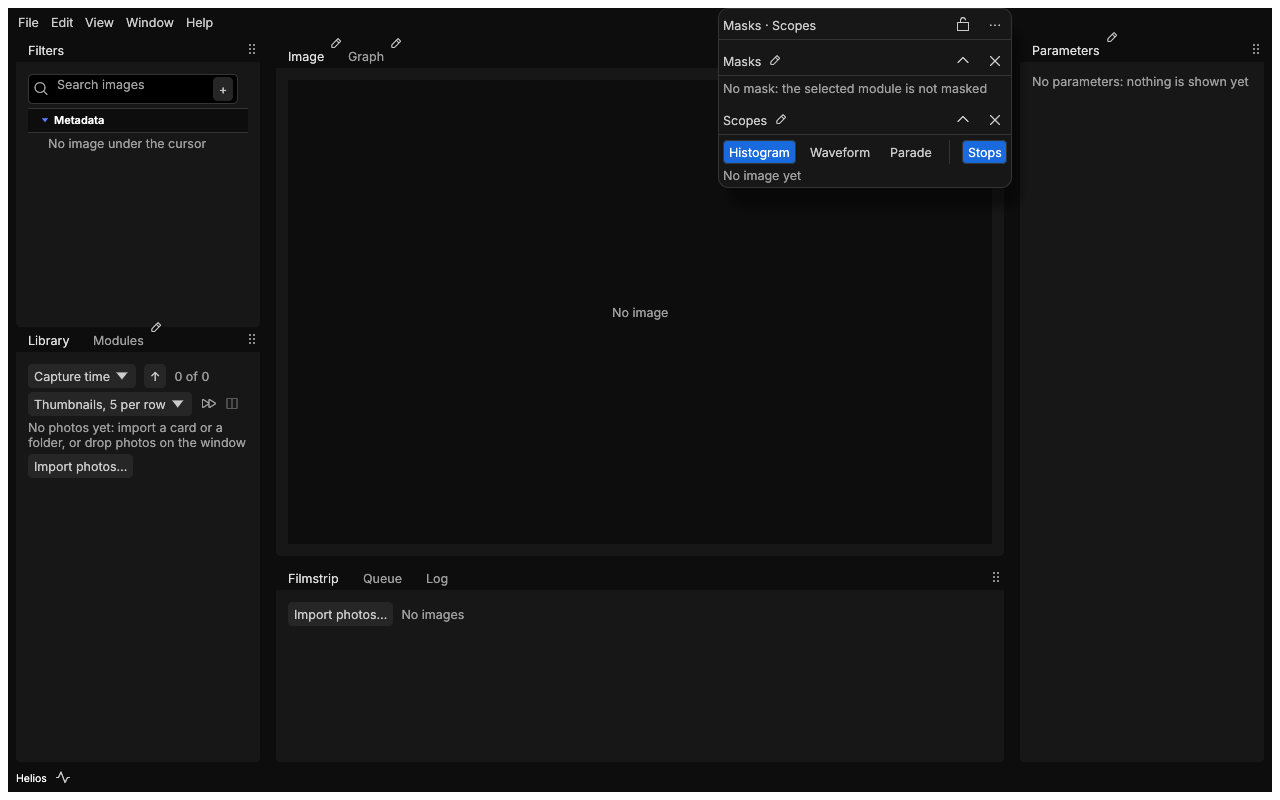 File Edit View Window Help
Filters
Search images
+
Metadata
No image under the cursor
Library Modules
Capture time 0 of 0
Thumbnails, 5 per row
No photos yet: import a card or a
folder, or drop photos on the window
Import photos...
Image Graph
No image
Masks · Scopes
Masks
No mask: the selected module is not masked
Scopes
Histogram Waveform Parade Stops
No image yet
Filmstrip Queue Log
Import photos... No images
Parameters
No parameters: nothing is shown yet
Helios